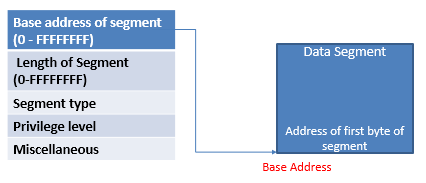 Base address of segment
(0 - FFFFFFFF)
Length of Segment
(0-FFFFFFFF)
Segment type
Privilege level
Miscellaneous
Data Segment
Address of first byte of
segment
Base Address